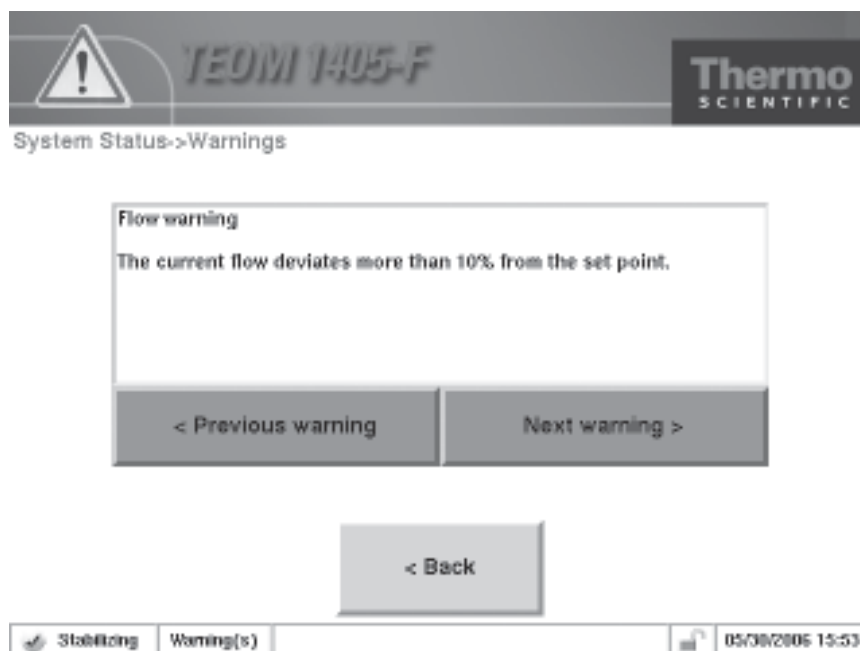 TEOM 1405-F
Thermo
SCIENTIFIC
System Status->Warnings
Flow warning
The current flow deviates more than 10% from the set point.
< Previous warning
Next warning >
< Back
Stabilizing
Warning(s)
05/30/2006 15:53